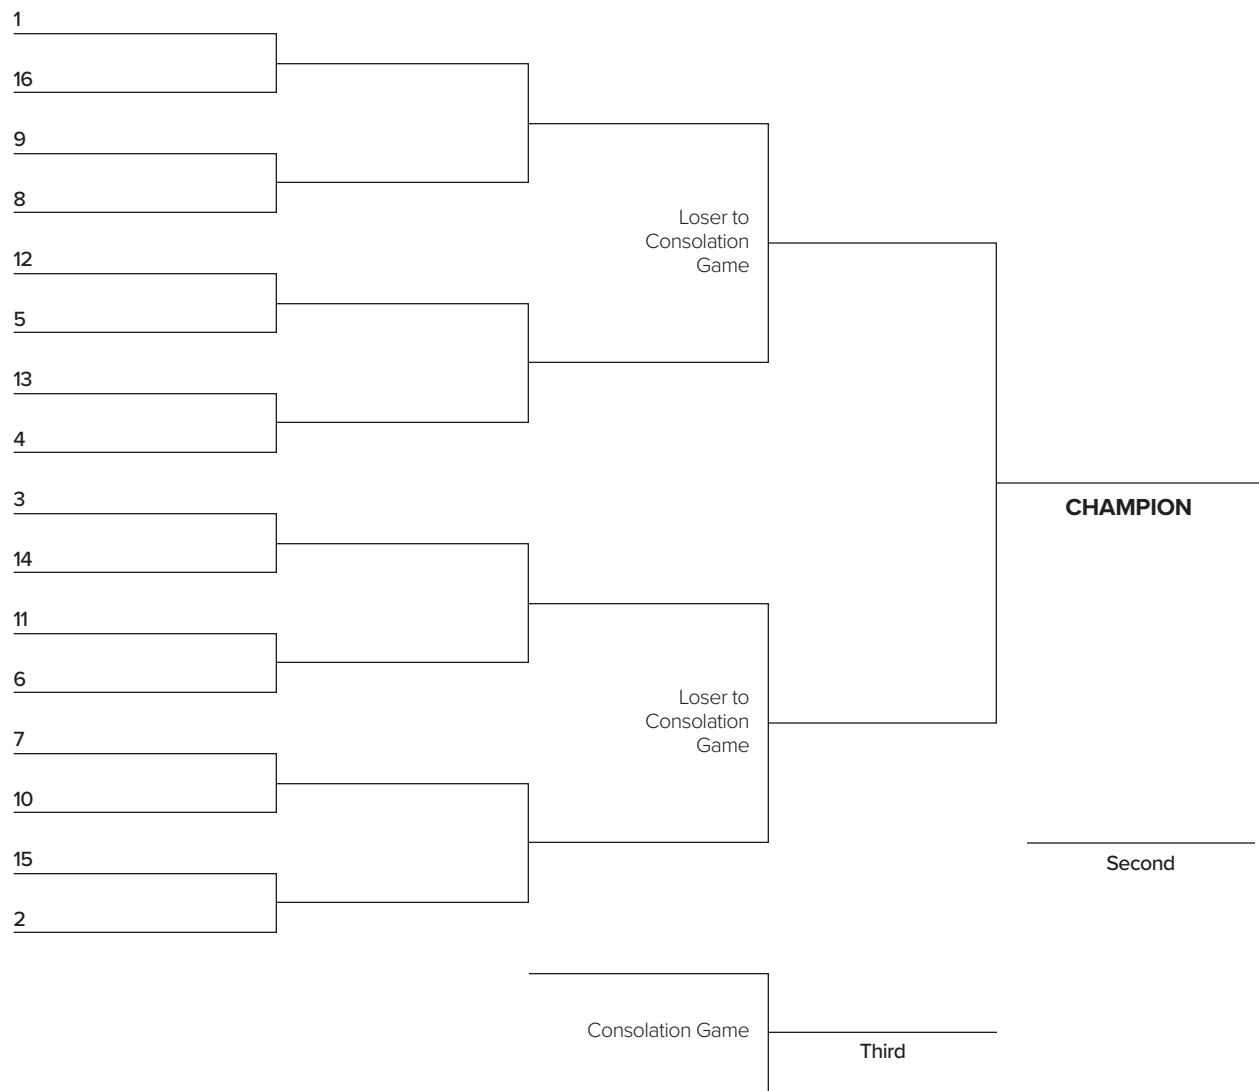 1
16
9
8
12
5
13
4
3
14
11
6
7
10
15
2
Loser to
Consolation
Game
Loser to
Consolation
Game
CHAMPION
Second
Consolation Game
Third